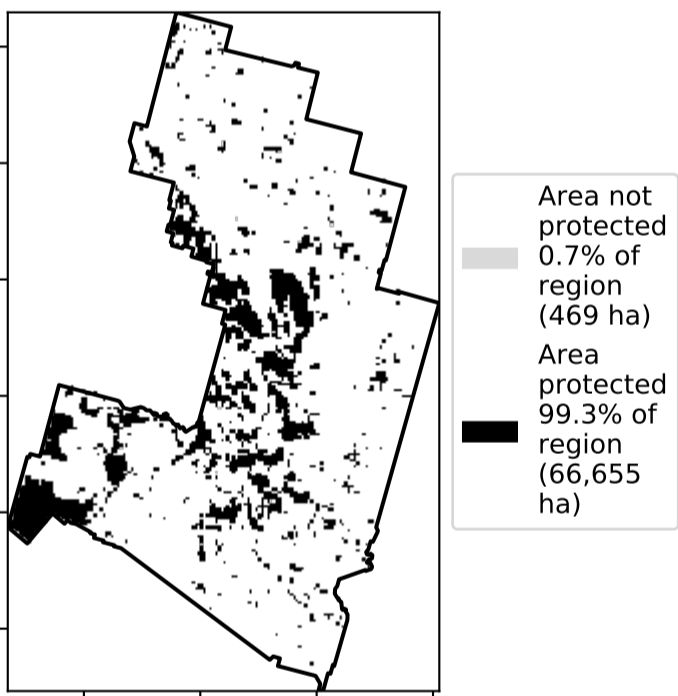 Area not
protected
0.7% of
region
(469 ha)
Area
protected
99.3% of
region
(66,655
ha)